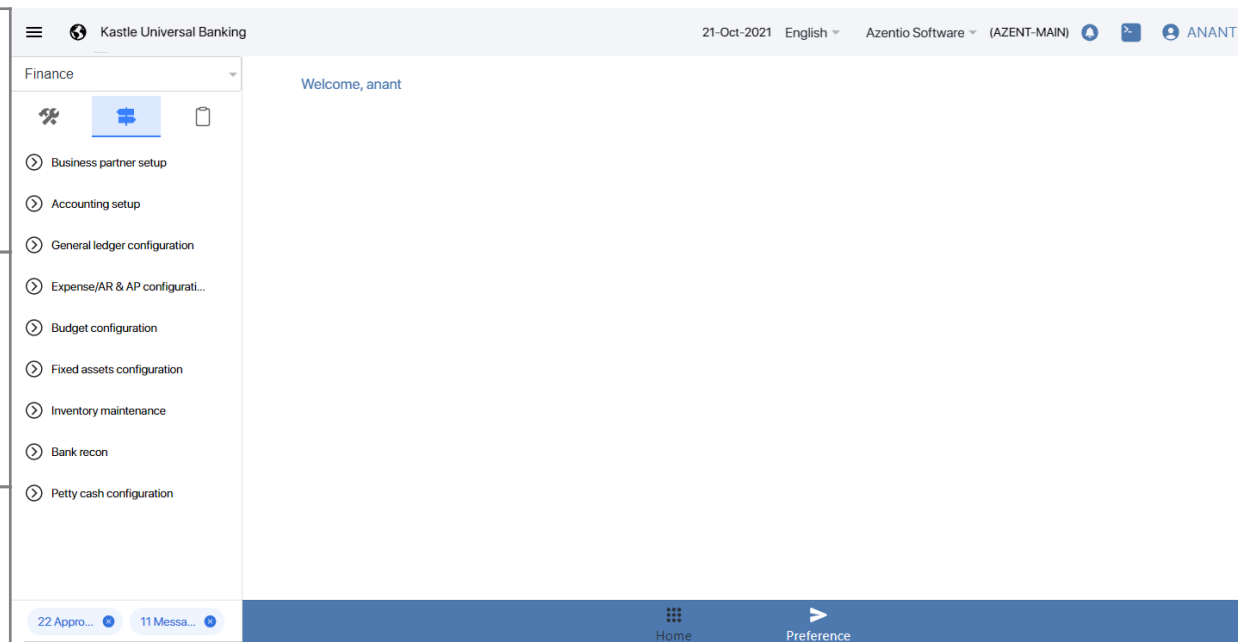 Kastle Universal Banking
21-Oct-2021 English Azentio Software (AZENT-MAIN) ANANT
Finance
Welcome, anant
Business partner setup
Accounting setup
General ledger configuration
Expense/AR & AP configurati...
Budget configuration
Fixed assets configuration
Inventory maintenance
Bank recon
Petty cash configuration
22 Appro... 11 Messa...
Home Preference